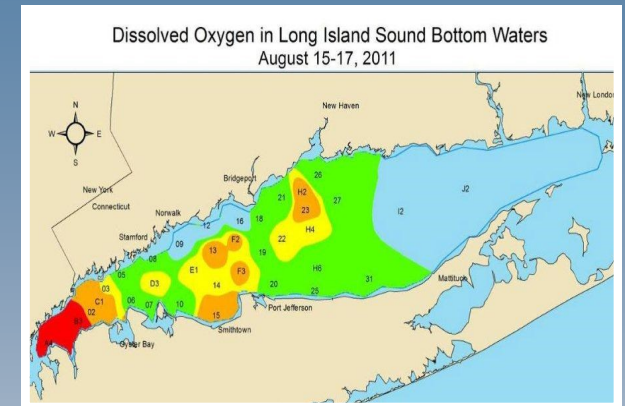 Dissolved Oxygen in Long Island Sound Bottom Waters
August 15-17, 2011
N
W E
S
New London
New Haven
Bridgeport
New York
Connecticut
Norwalk
Stamford
26
H2
21
27
23
J2
I2
16
18
12
H4
F2
22
09
13
19
08
05
E1
F3
H6
D3
14
31
Mattituck
03
20
25
C1
06
07
10
Port Jefferson
02
15
Smithtown
Oyster Bay